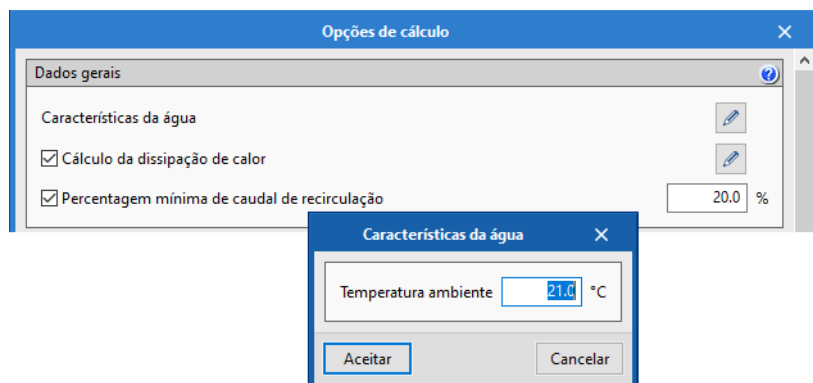 Opções de cálculo
Dados gerais
Características da água
Cálculo da dissipação de calor
Percentagem mínima de caudal de recirculação 20.0 %
Características da água
Temperatura ambiente 21.0 °C
Aceitar Cancelar